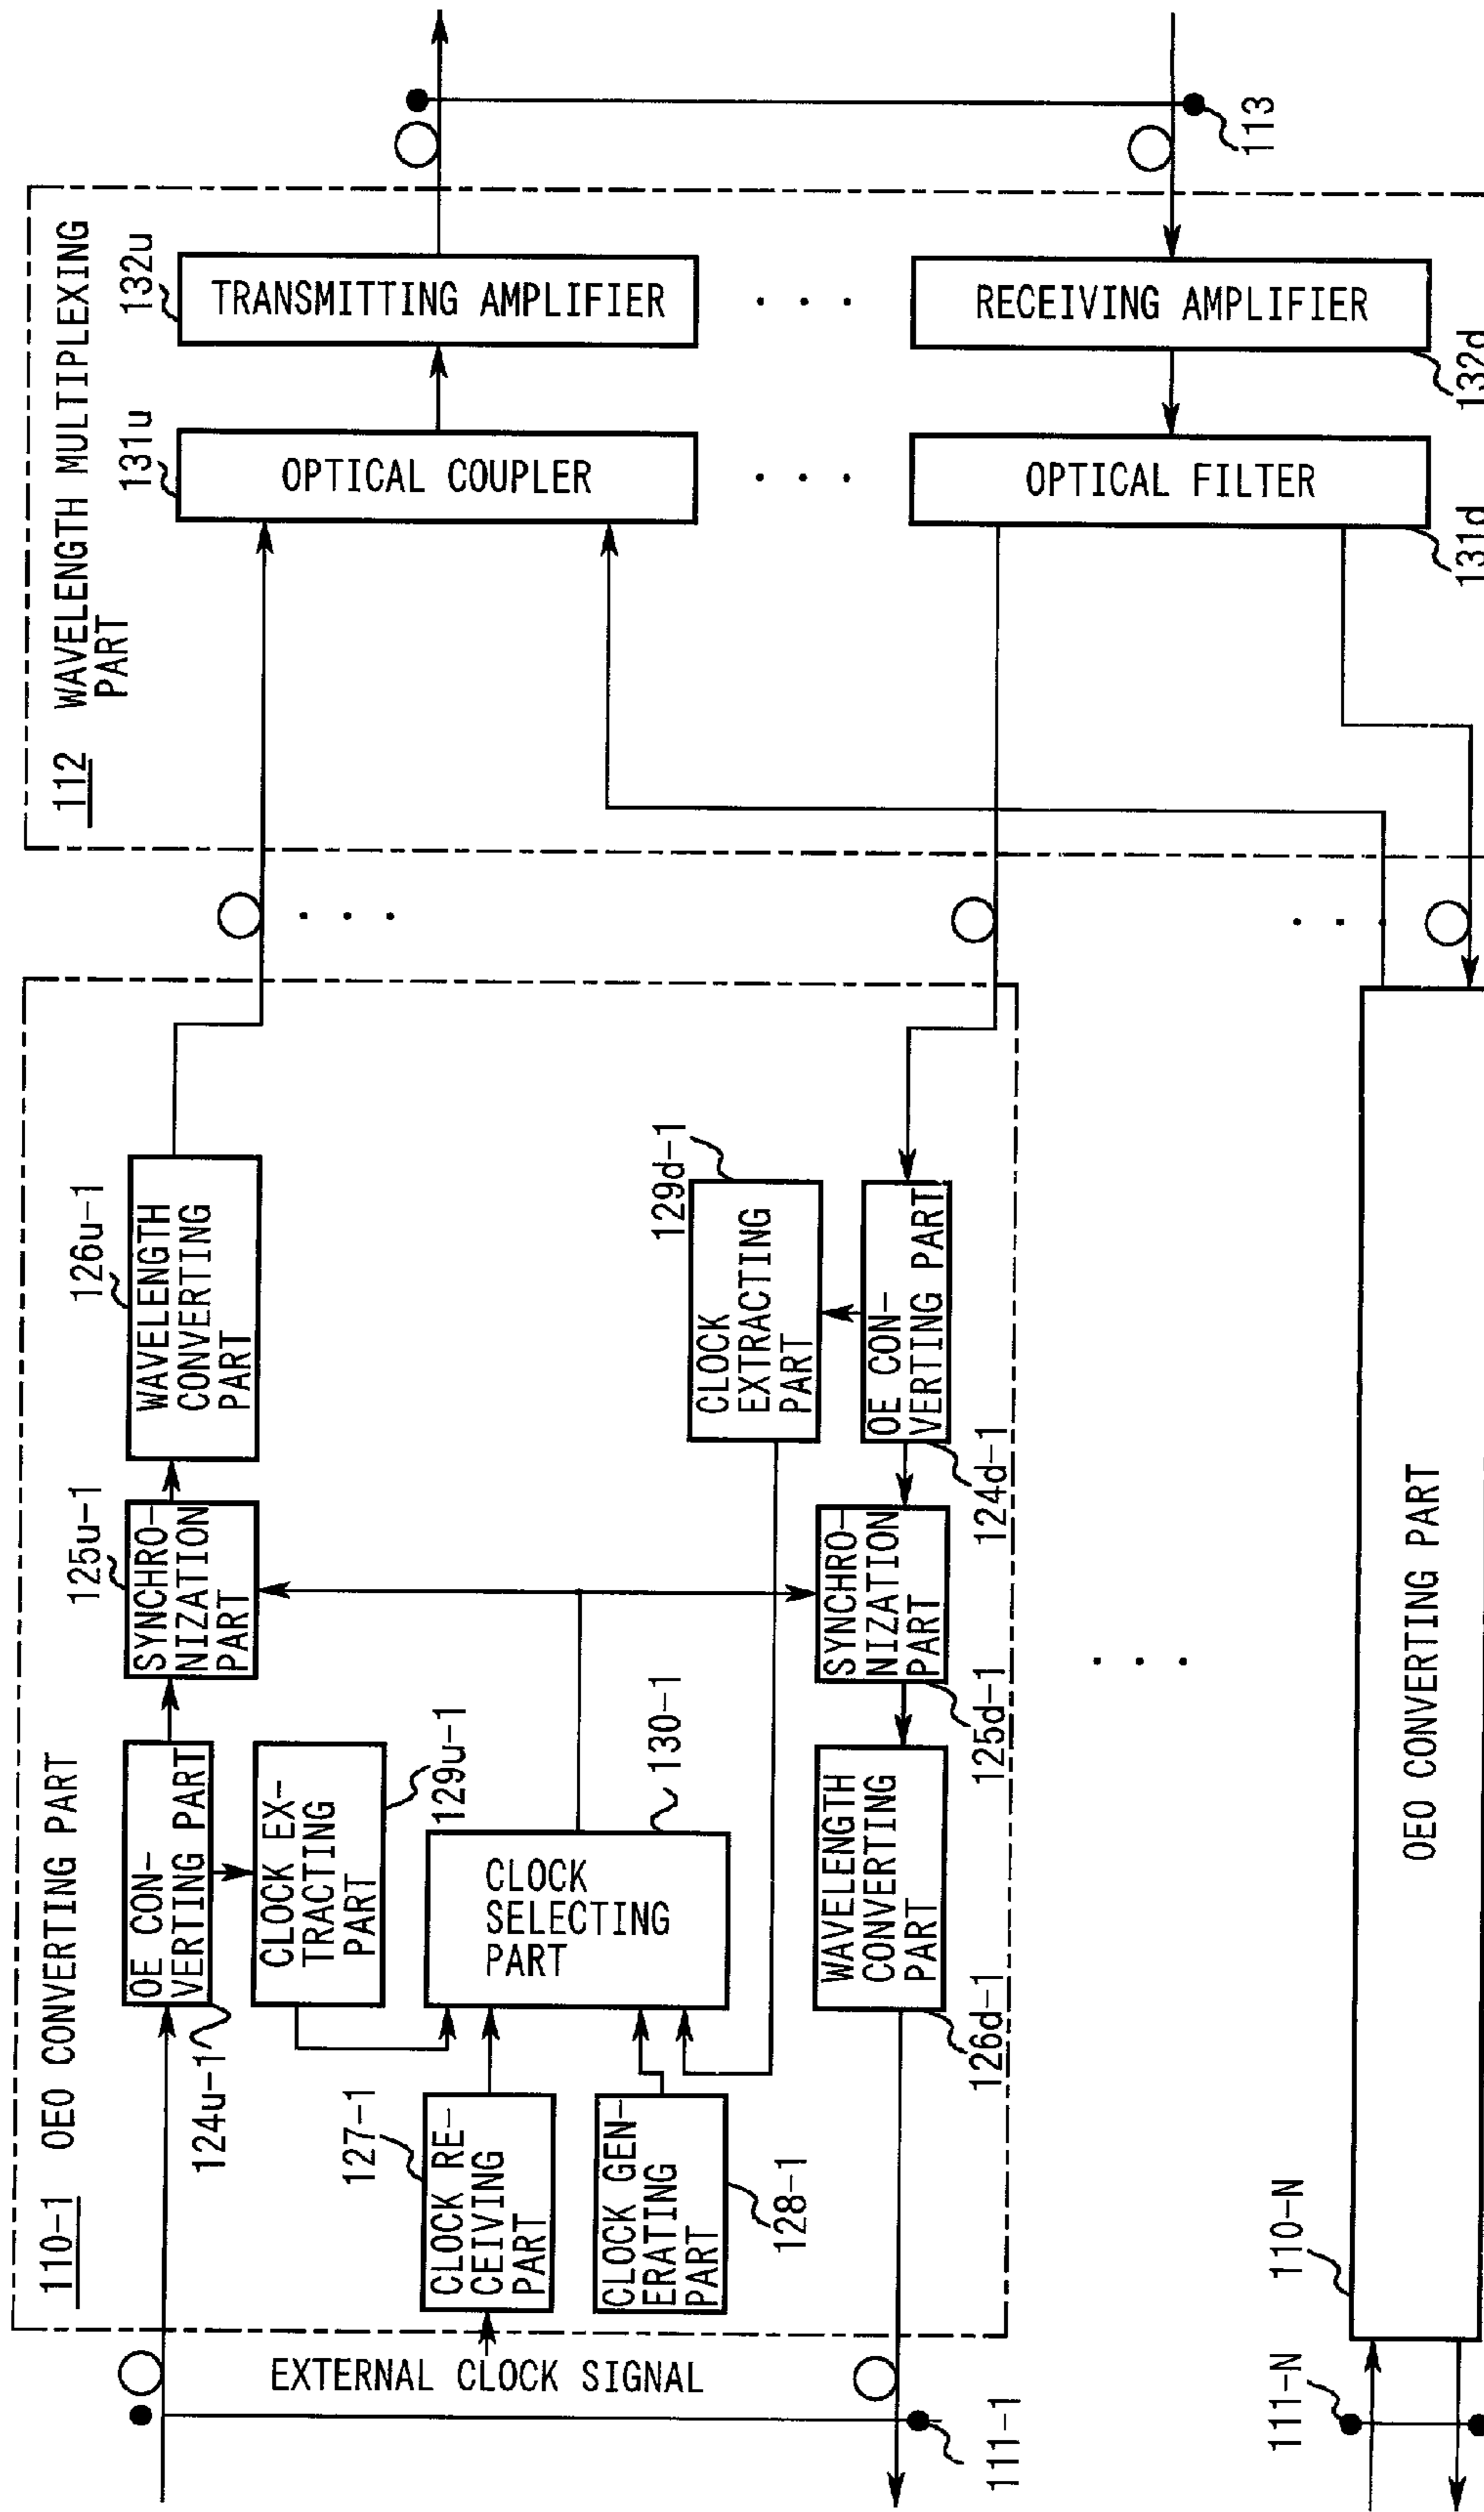 110-1 OEO CONVERTING PART
124u-1
OE CON-
VERTING PART
125u-1
SYNCHRO-
NIZATION
PART
126u-1
WAVELENGTH
CONVERTING
PART
CLOCK EX-
TRACTING
PART
129u-1
EXTERNAL CLOCK SIGNAL
127-1
CLOCK RE-
CEIVING
PART
CLOCK GEN-
ERATING
PART
128-1
CLOCK
SELECTING
PART
130-1
129d-1
CLOCK
EXTRACTING
PART
OE CON-
VERTING PART
124d-1
SYNCHRO-
NIZATION
PART
125d-1
WAVELENGTH
CONVERTING
PART
126d-1
111-1
112 WAVELENGTH MULTIPLEXING
PART
131u
OPTICAL COUPLER
132u
TRANSMITTING AMPLIFIER
OPTICAL FILTER
131d
RECEIVING AMPLIFIER
132d
113
111-N
110-N
OEO CONVERTING PART